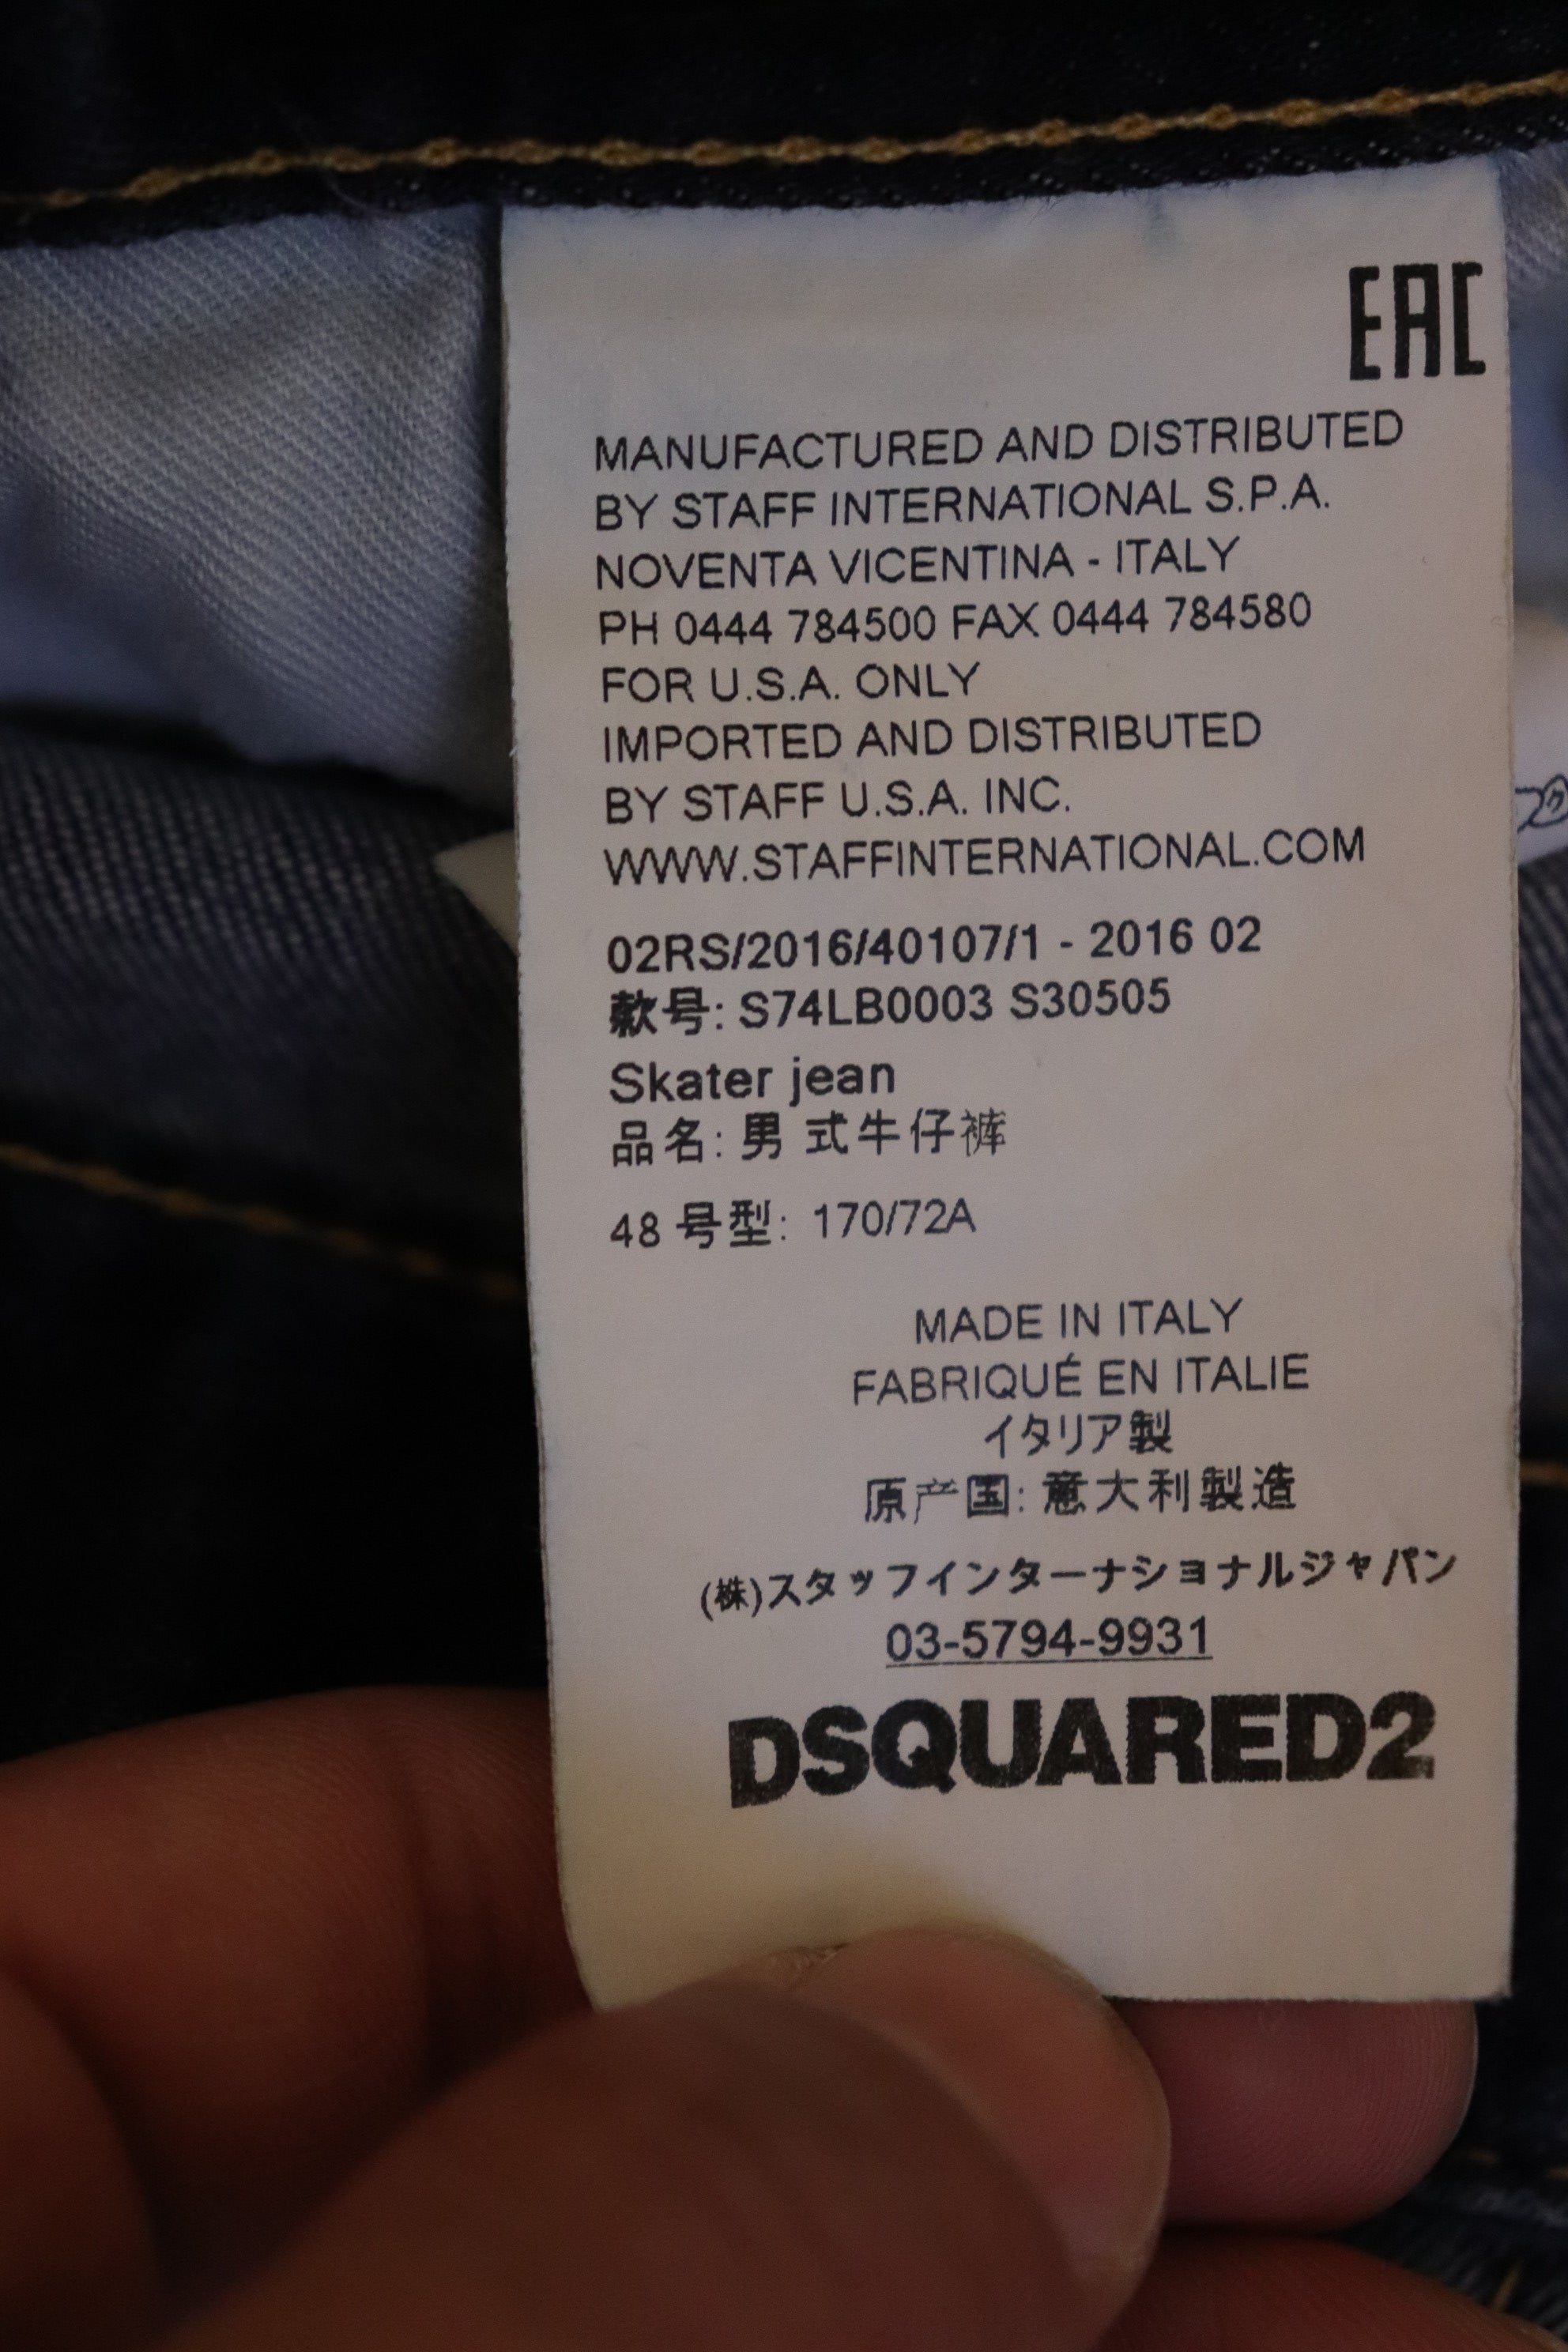 EAC
MANUFACTURED AND DISTRIBUTED
BY STAFF INTERNATIONAL S.P.A.
NOVENTA VICENTINA - ITALY
PH 0444 784500 FAX 0444 784580
FOR U.S.A. ONLY
IMPORTED AND DISTRIBUTED
BY STAFF U.S.A. INC.
WWW.STAFFINTERNATIONAL.COM
02RS/2016/40107/1 - 2016 02
款号: S74LB0003 S30505
Skater jean
品名: 男 式牛仔裤
48 号型: 170/72A
MADE IN ITALY
FABRIQUÉ EN ITALIE
イタリア製
原产国: 意大利製造
(株)スタッフインターナショナルジャパン
03-5794-9931
DSQUARED2